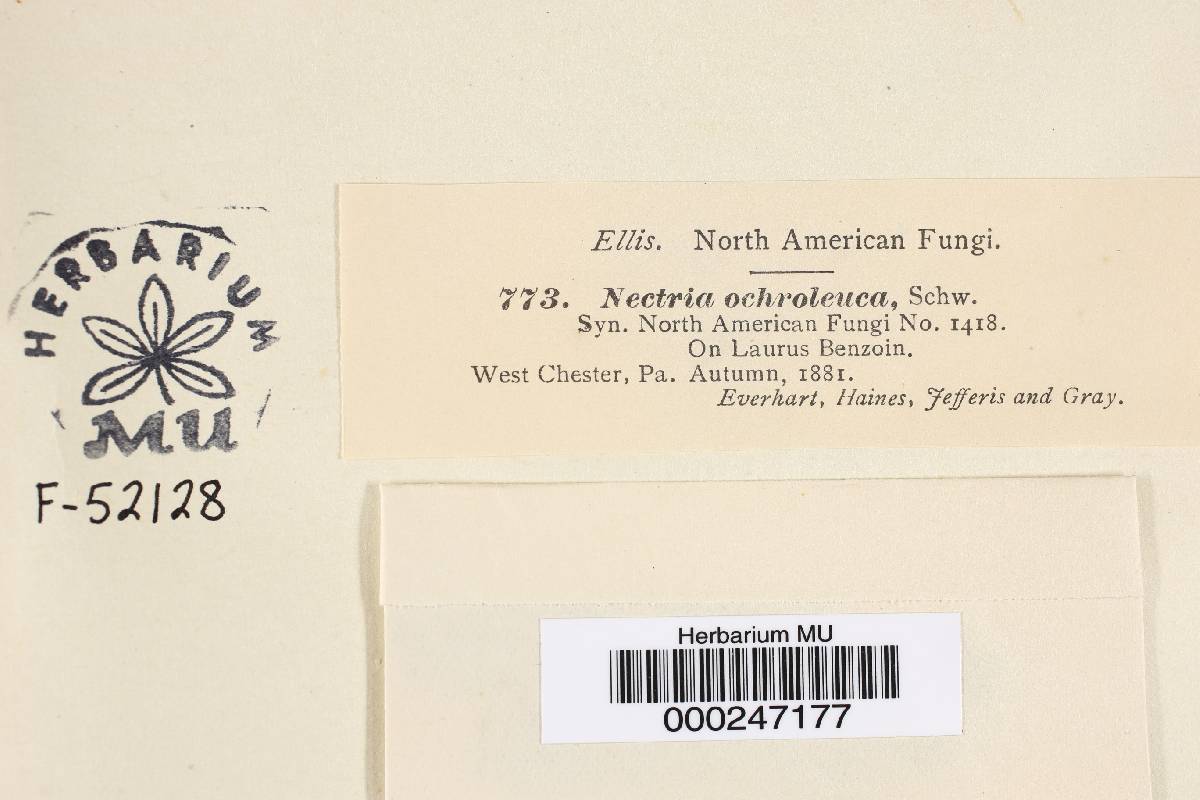 HERBARIUM
MU
F-52128
Ellis. North American Fungi.
773. Nectria ochroleuca, Schw.
Syn. North American Fungi No. 1418.
On Laurus Benzoin.
West Chester, Pa. Autumn, 1881.
Everhart, Haines, Jefferis and Gray.
Herbarium MU
000247177